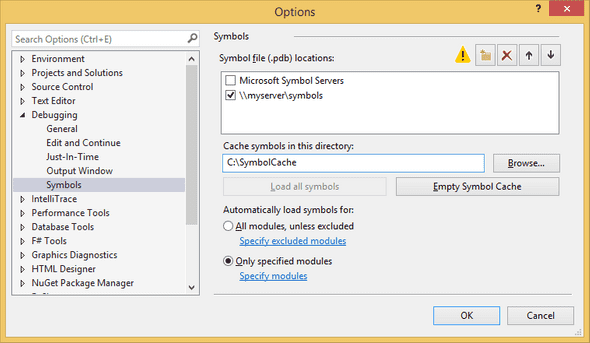 Options
?
Search Options (Ctrl+E)
Environment
Projects and Solutions
Source Control
Text Editor
Debugging
General
Edit and Continue
Just-In-Time
Output Window
Symbols
IntelliTrace
Performance Tools
Database Tools
F# Tools
Graphics Diagnostics
HTML Designer
NuGet Package Manager
Symbols
Symbol file (.pdb) locations:
Microsoft Symbol Servers
\\myserver\symbols
Cache symbols in this directory:
C:\SymbolCache
Browse...
Load all symbols
Empty Symbol Cache
Automatically load symbols for:
All modules, unless excluded
Specify excluded modules
Only specified modules
Specify modules
OK
Cancel